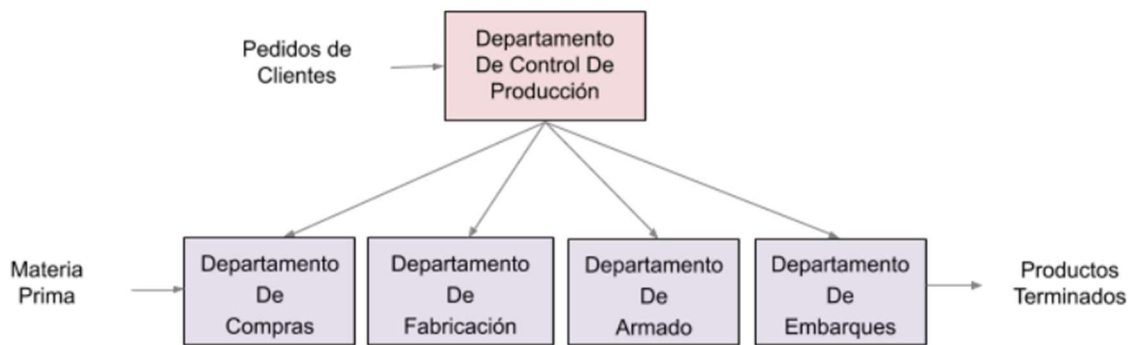 Pedidos de
Clientes
Departamento
De Control De
Producción
Materia
Prima
Departamento
De
Compras
Departamento
De
Fabricación
Departamento
De
Armado
Departamento
De
Embarques
Productos
Terminados